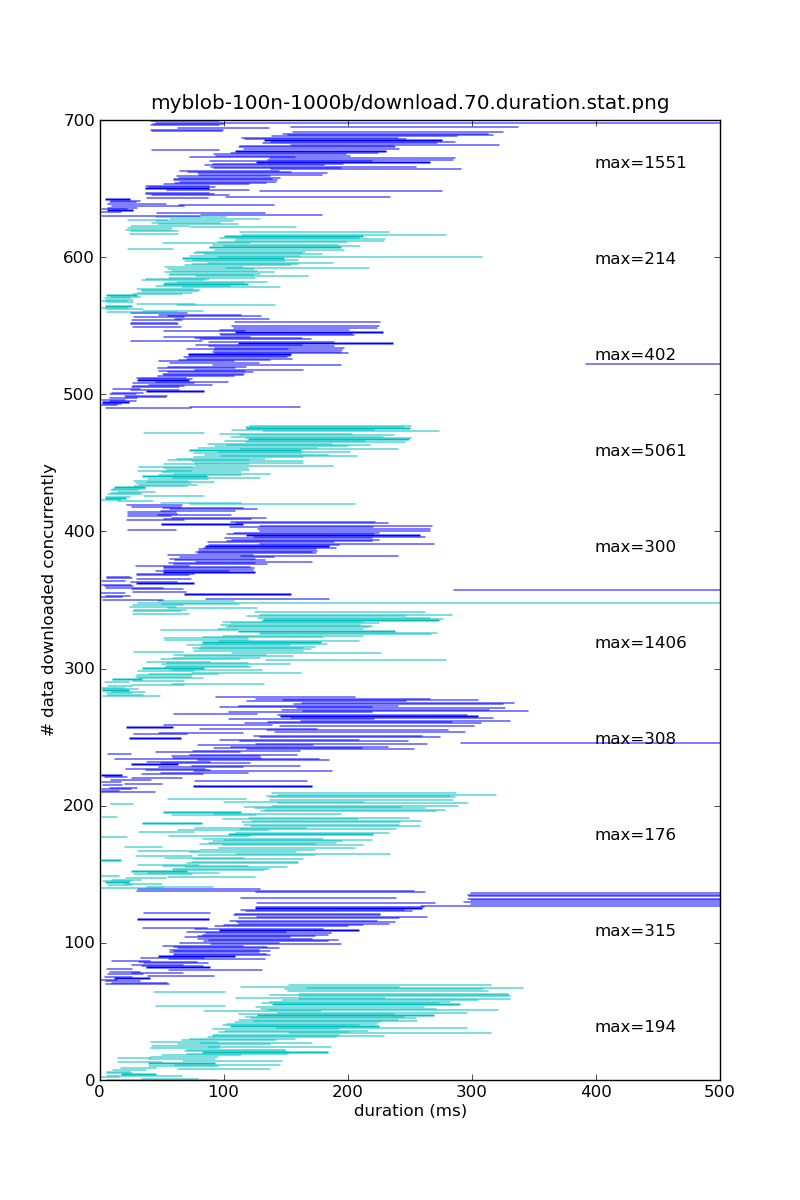 myblob-100n-1000b/download.70.duration.stat.png
700
max=1551
600
max=214
max=402
500
max=5061
# data downloaded concurrently
400
max=300
300
max=1406
max=308
200
max=176
100
max=315
max=194
0
0 100 200 300 400 500
duration (ms)